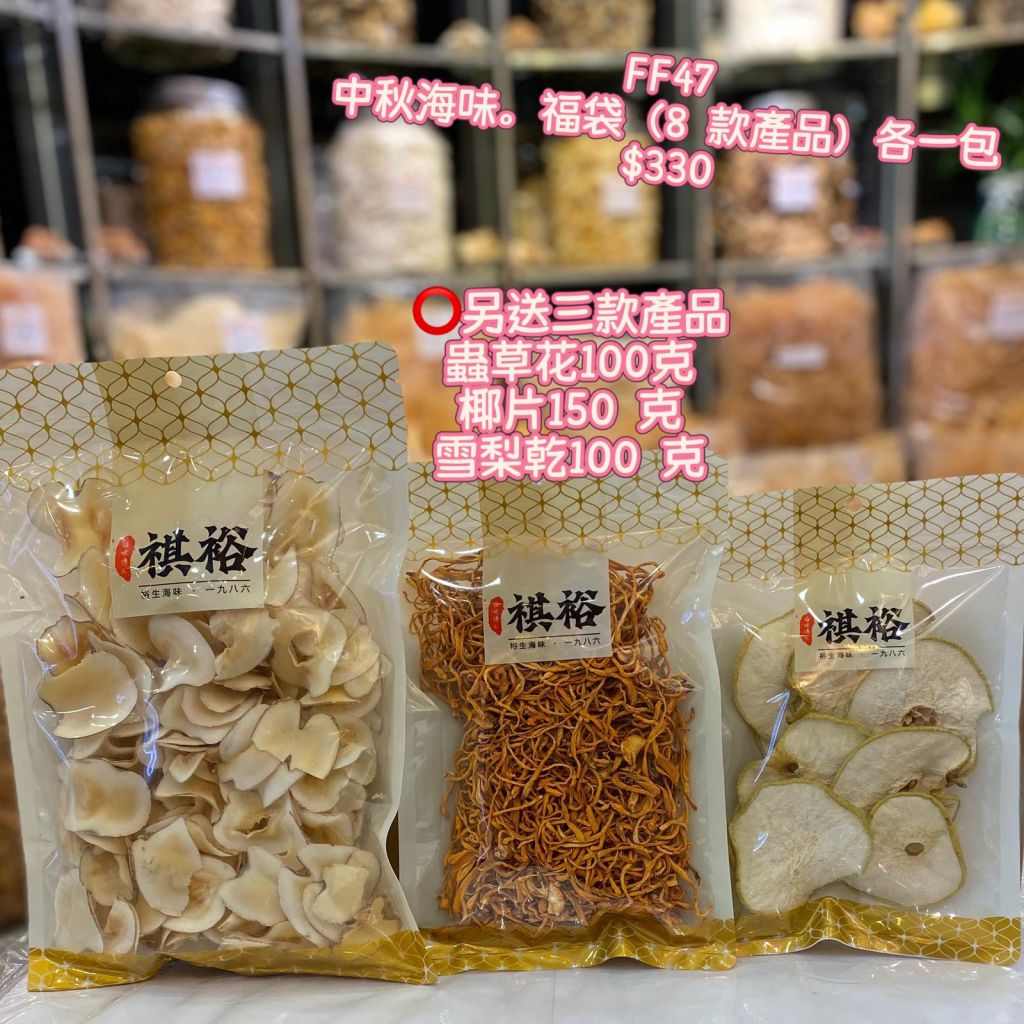 FF47
中秋海味。福袋（8 款產品）各一包
$330
⭕另送三款產品
蟲草花100克
椰片150 克
雪梨乾100 克
祺裕
裕生海味 · 一九八六
祺裕
裕生海味 · 一九八六
祺裕
裕生海味 · 一九八六